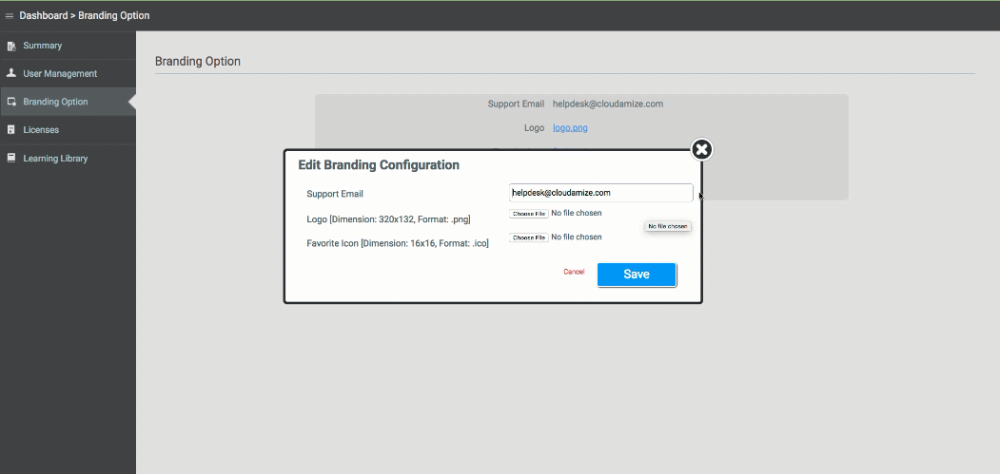 Dashboard > Branding Option
Summary
User Management
Branding Option
Licenses
Learning Library
Branding Option
Support Email helpdesk@cloudamize.com
Logo logo.png
Edit Branding Configuration
Support Email helpdesk@cloudamize.com
Logo [Dimension: 320x132, Format: .png] Choose File No file chosen
No file chosen
Favorite Icon [Dimension: 16x16, Format: .ico] Choose File No file chosen
Cancel Save